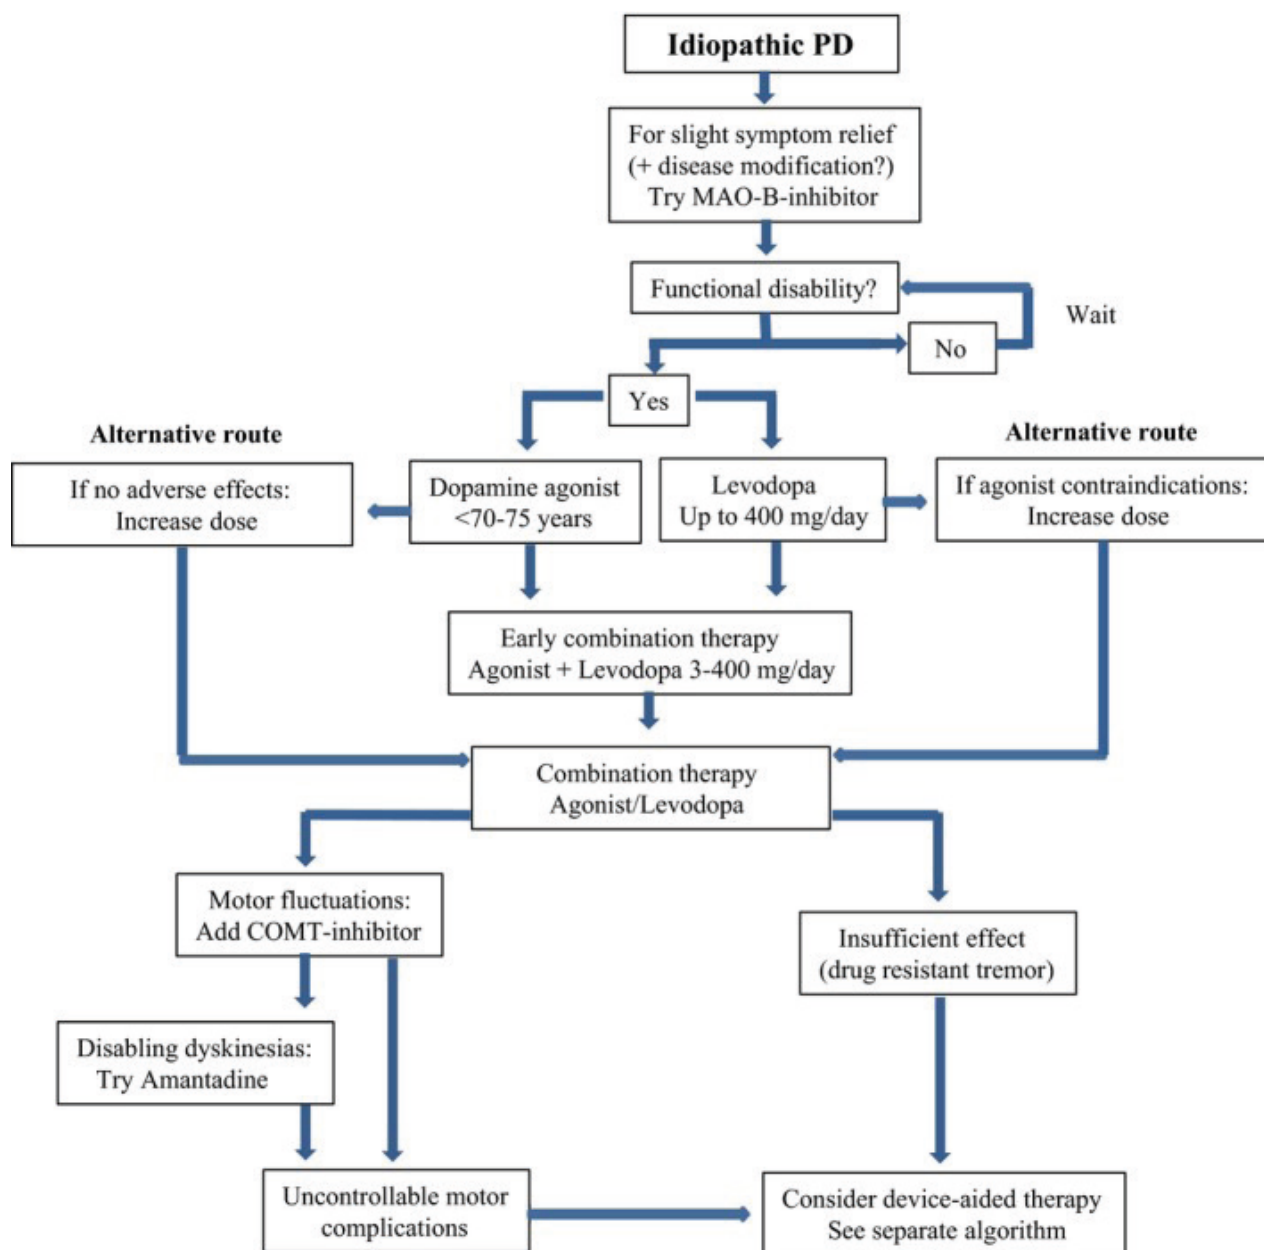 Idiopathic PD
For slight symptom relief
(+ disease modification?)
Try MAO-B-inhibitor
Functional disability?
Wait
No
Yes
Alternative route
If no adverse effects:
Increase dose
Dopamine agonist
<70-75 years
Levodopa
Up to 400 mg/day
Alternative route
If agonist contraindications:
Increase dose
Early combination therapy
Agonist + Levodopa 3-400 mg/day
Combination therapy
Agonist/Levodopa
Motor fluctuations:
Add COMT-inhibitor
Insufficient effect
(drug resistant tremor)
Disabling dyskinesias:
Try Amantadine
Uncontrollable motor
complications
Consider device-aided therapy
See separate algorithm